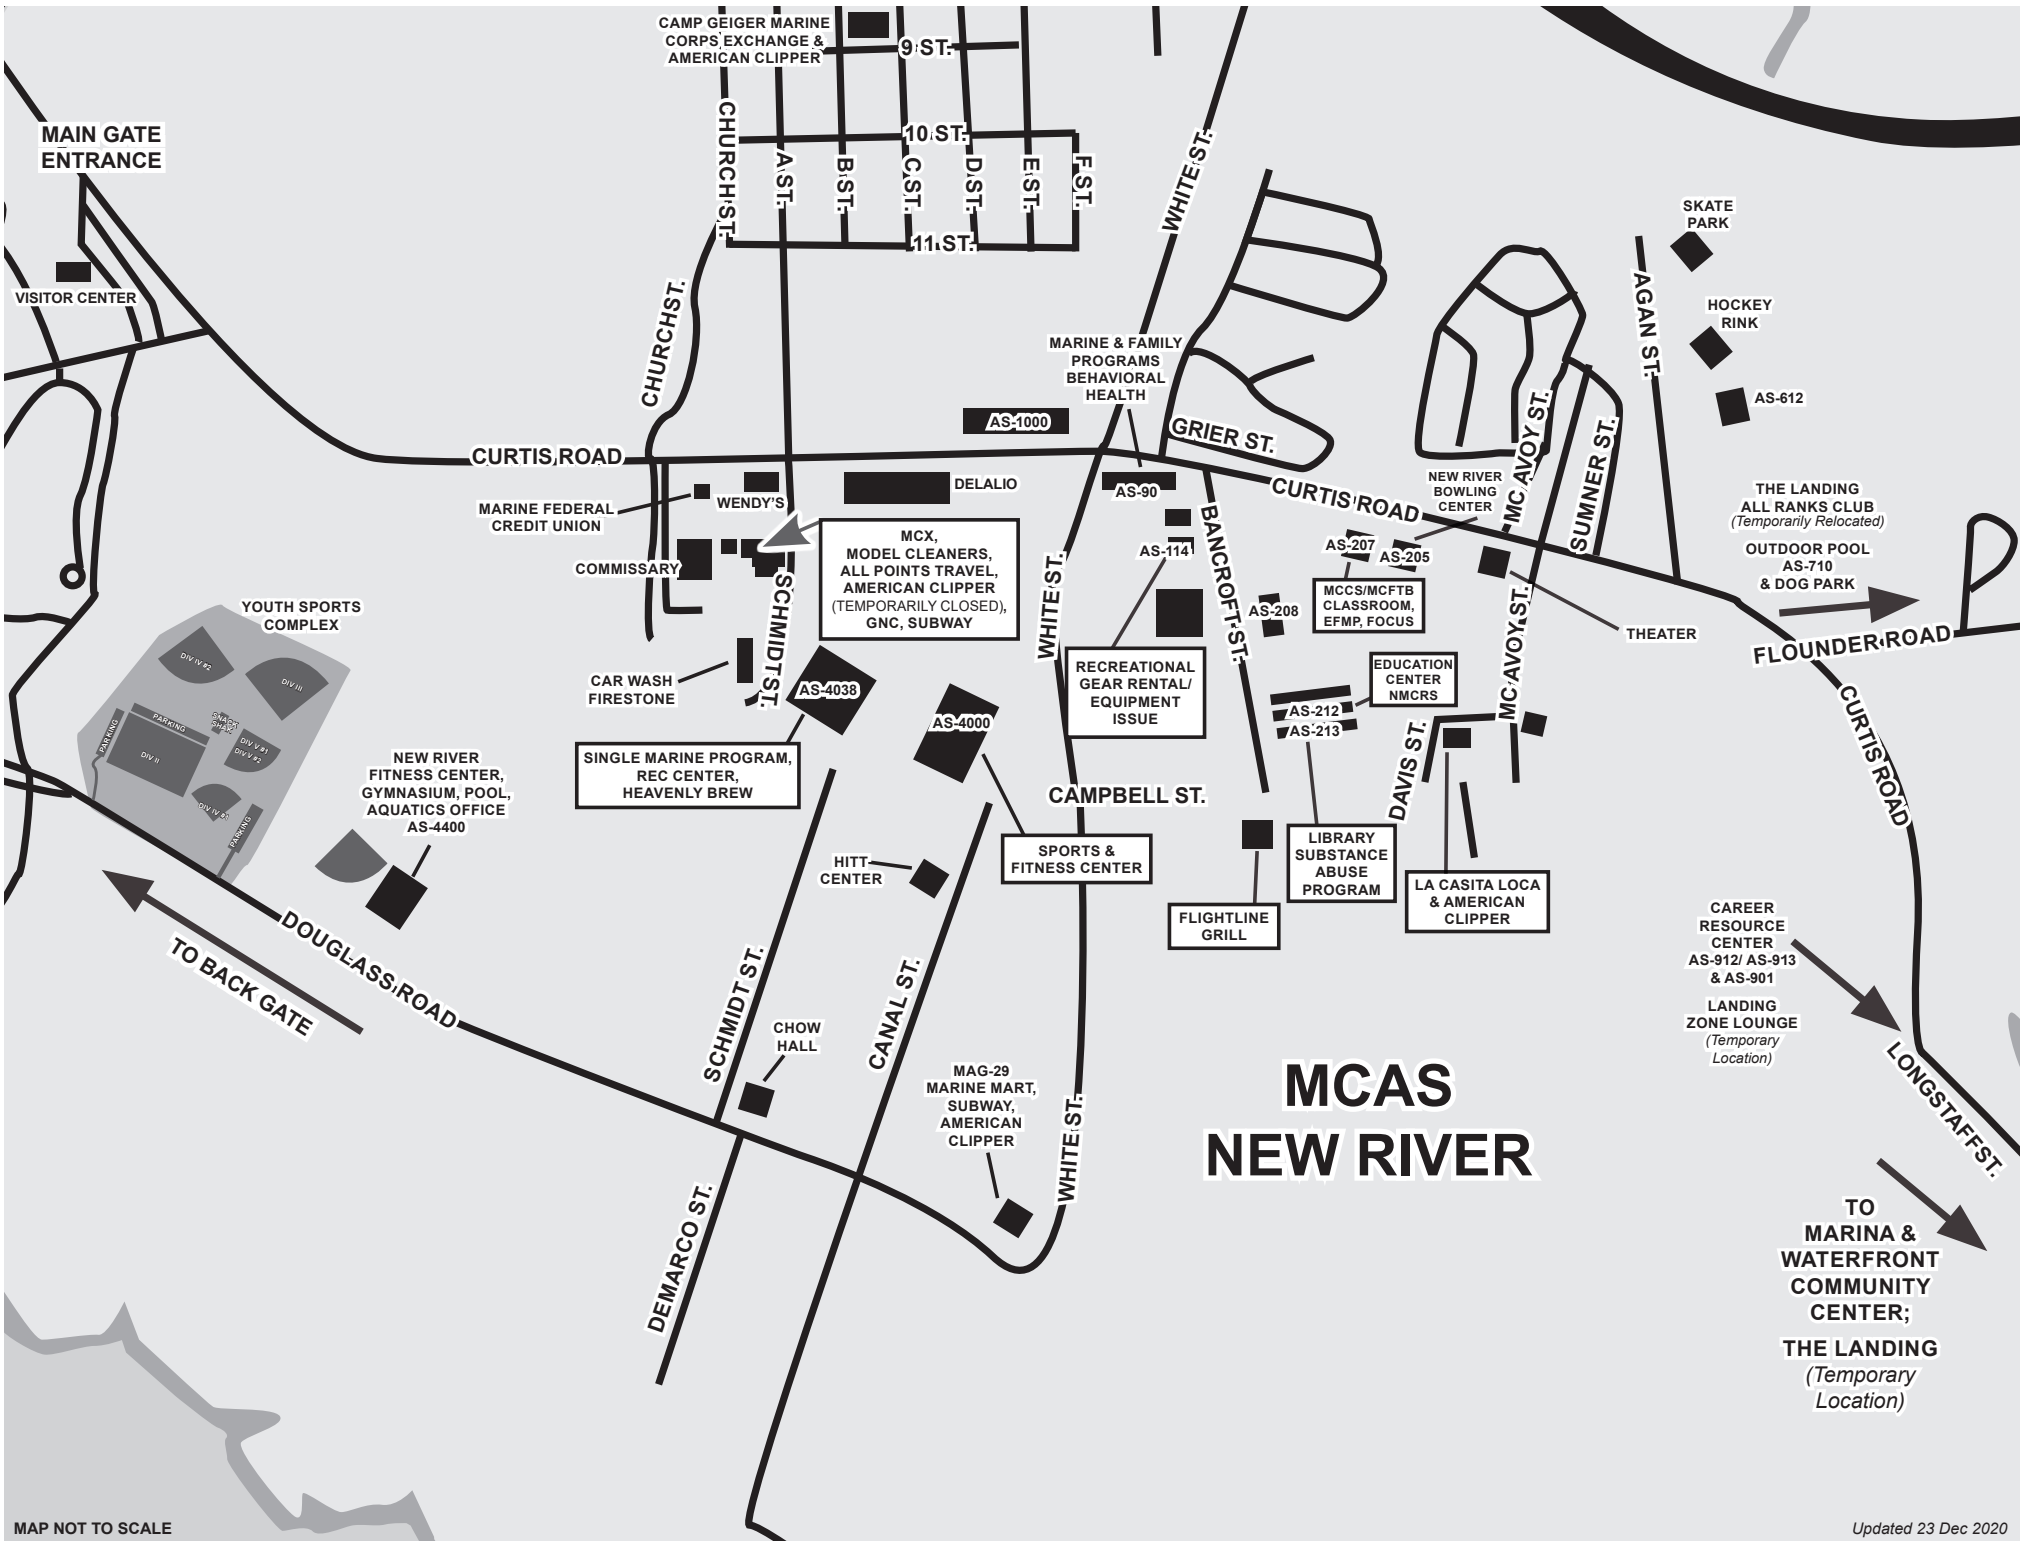 CAMP GEIGER MARINE
CORPS EXCHANGE &
AMERICAN CLIPPER
9 ST.
10 ST.
11 ST.
CHURCH ST.
A ST.
B ST.
C ST.
D ST.
E ST.
F ST.
WHITE ST.
MAIN GATE
ENTRANCE
VISITOR CENTER
CHURCH ST.
SKATE
PARK
HOCKEY
RINK
AGAN ST.
AS-612
MARINE & FAMILY
PROGRAMS
BEHAVIORAL
HEALTH
AS-1000
GRIER ST.
MC AVOY ST.
SUMNER ST.
CURTIS ROAD
CURTIS ROAD
MARINE FEDERAL
CREDIT UNION
WENDY'S
DELALIO
AS-90
NEW RIVER
BOWLING
CENTER
THE LANDING
ALL RANKS CLUB
(Temporarily Relocated)
OUTDOOR POOL
AS-710
& DOG PARK
COMMISSARY
MCX,
MODEL CLEANERS,
ALL POINTS TRAVEL,
AMERICAN CLIPPER
(TEMPORARILY CLOSED),
GNC, SUBWAY
SCHMIDT ST.
WHITE ST.
AS-114
BANCROFT ST.
AS-207
AS-205
AS-208
MCCS/MCFTB
CLASSROOM,
EFMP, FOCUS
MC AVOY ST.
THEATER
FLOUNDER ROAD
CURTIS ROAD
YOUTH SPORTS
COMPLEX
DIV IV #2
DIV III
PARKING
PARKING
SNACK
SHAK
DIV V #1
DIV V #2
DIV II
DIV IV #1
PARKING
CAR WASH
FIRESTONE
AS-4038
AS-4000
RECREATIONAL
GEAR RENTAL/
EQUIPMENT
ISSUE
EDUCATION
CENTER
NMCRS
AS-212
AS-213
DAVIS ST.
NEW RIVER
FITNESS CENTER,
GYMNASIUM, POOL,
AQUATICS OFFICE
AS-4400
SINGLE MARINE PROGRAM,
REC CENTER,
HEAVENLY BREW
CAMPBELL ST.
HITT
CENTER
SPORTS &
FITNESS CENTER
LIBRARY
SUBSTANCE
ABUSE
PROGRAM
LA CASITA LOCA
& AMERICAN
CLIPPER
FLIGHTLINE
GRILL
CAREER
RESOURCE
CENTER
AS-912/ AS-913
& AS-901
LANDING
ZONE LOUNGE
(Temporary
Location)
DOUGLASS ROAD
TO BACK GATE
SCHMIDT ST.
CANAL ST.
CHOW
HALL
MAG-29
MARINE MART,
SUBWAY,
AMERICAN
CLIPPER
WHITE ST.
MCAS
NEW RIVER
LONGSTAFF ST.
DEMARCO ST.
TO
MARINA &
WATERFRONT
COMMUNITY
CENTER;
THE LANDING
(Temporary
Location)
MAP NOT TO SCALE
Updated 23 Dec 2020